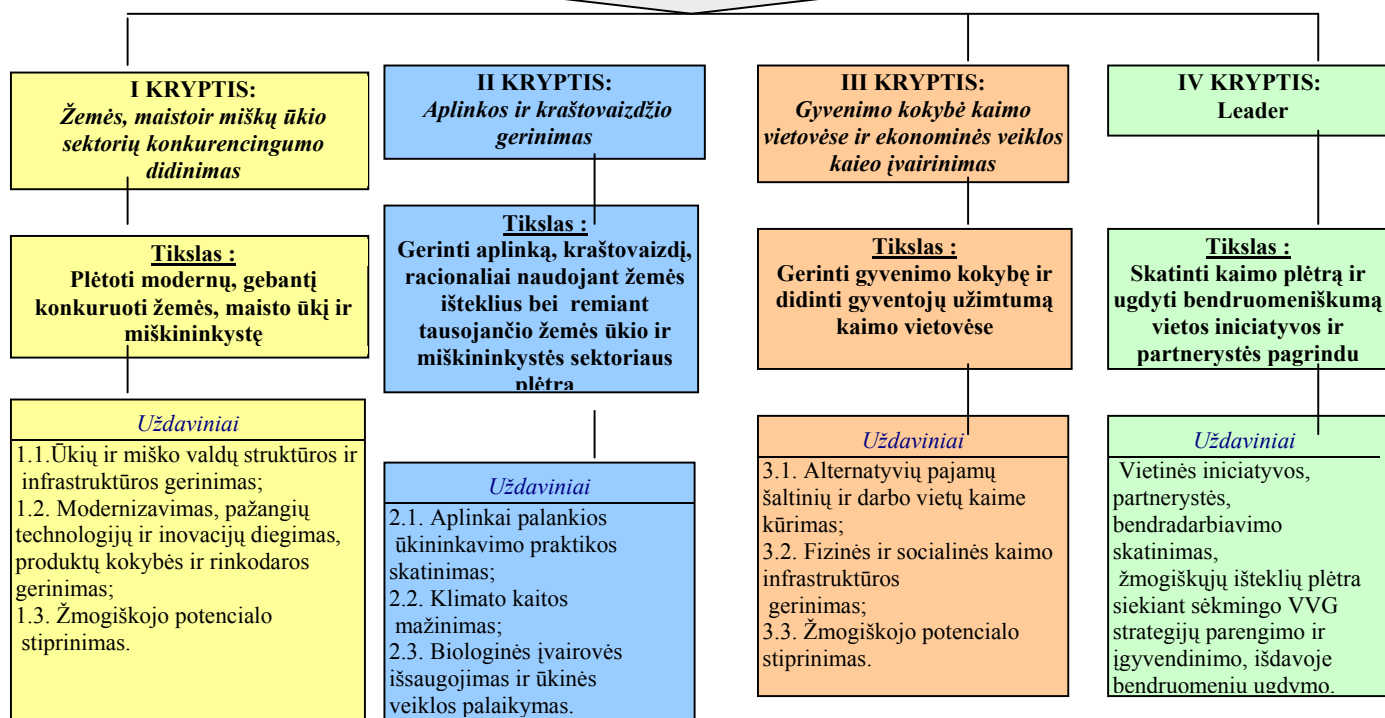 I KRYPTIS:
Žemės, maistoir miškų ūkio
sektorių konkurencingumo
didinimas
Tikslas :
Plėtoti modernų, gebantį
konkuruoti žemės, maisto ūkį ir
miškininkystę
Uždaviniai
1.1.Ūkių ir miško valdų struktūros ir
infrastruktūros gerinimas;
1.2. Modernizavimas, pažangių
technologijų ir inovacijų diegimas,
produktų kokybės ir rinkodaros
gerinimas;
1.3. Žmogiškojo potencialo
stiprinimas.
II KRYPTIS:
Aplinkos ir kraštovaizdžio
gerinimas
Tikslas :
Gerinti aplinką, kraštovaizdį,
racionaliai naudojant žemės
išteklius bei remiant
tausojančio žemės ūkio ir
miškininkystės sektoriaus
plėtrą
Uždaviniai
2.1. Aplinkai palankios
ūkininkavimo praktikos
skatinimas;
2.2. Klimato kaitos
mažinimas;
2.3. Biologinės įvairovės
išsaugojimas ir ūkinės
veiklos palaikymas.
III KRYPTIS:
Gyvenimo kokybė kaimo
vietovėse ir ekonominės veiklos
kaieo įvairinimas
Tikslas :
Gerinti gyvenimo kokybę ir
didinti gyventojų užimtumą
kaimo vietovėse
Uždaviniai
3.1. Alternatyvių pajamų
šaltinių ir darbo vietų kaime
kūrimas;
3.2. Fizinės ir socialinės kaimo
infrastruktūros
gerinimas;
3.3. Žmogiškojo potencialo
stiprinimas.
IV KRYPTIS:
Leader
Tikslas :
Skatinti kaimo plėtrą ir
ugdyti bendruomeniškumą
vietos iniciatyvos ir
partnerystės pagrindu
Uždaviniai
Vietinės iniciatyvos,
partnerystės,
bendradarbiavimo
skatinimas,
žmogiškųjų išteklių plėtra
siekiant sėkmingo VVG
strategijų parengimo ir
įgyvendinimo, išdavoje
bendruomenių ugdymo.